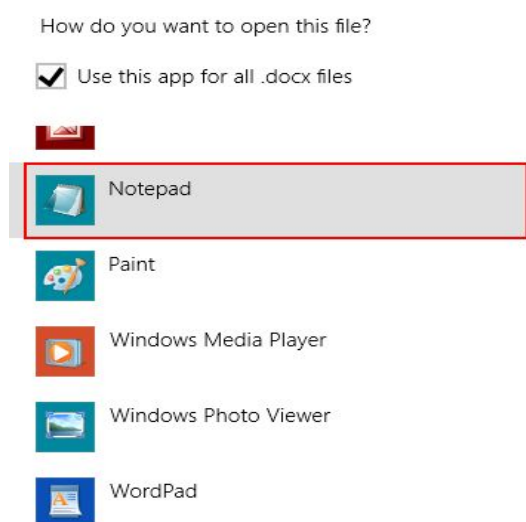 How do you want to open this file?
Use this app for all .docx files
Notepad
Paint
Windows Media Player
Windows Photo Viewer
WordPad